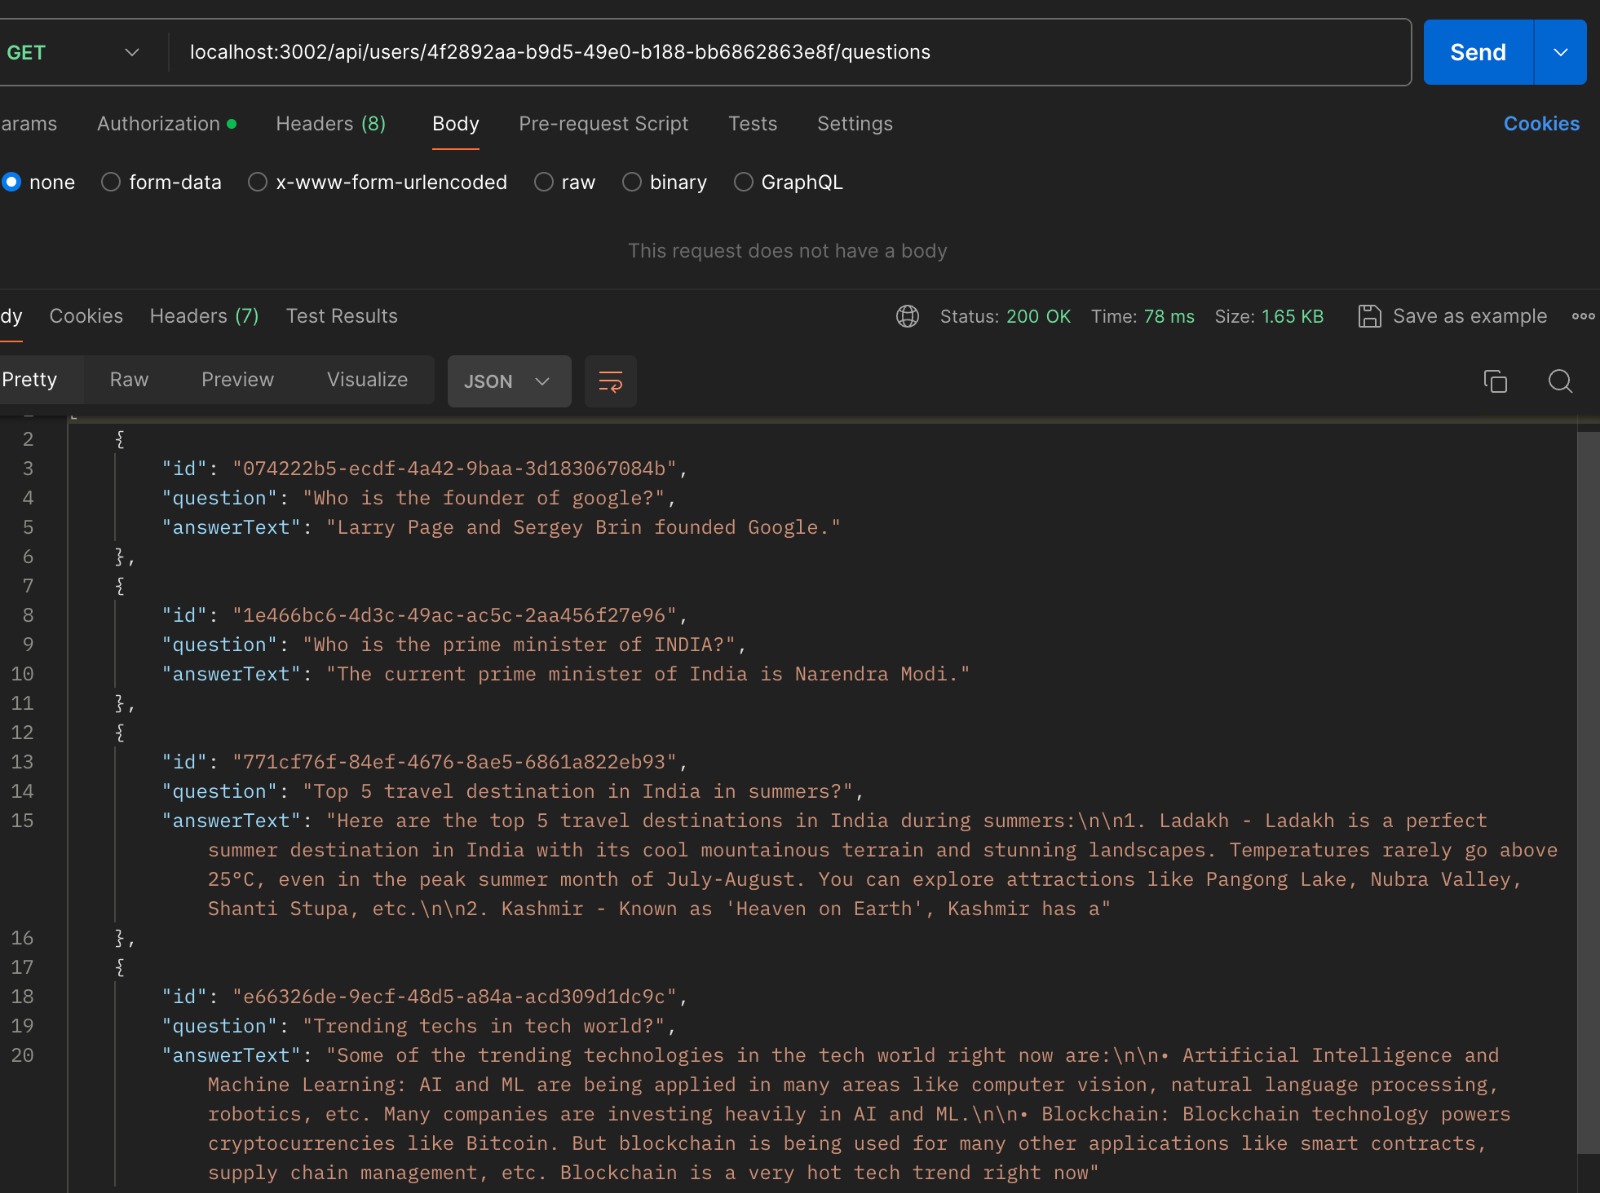 GET localhost:3002/api/users/4f2892aa-b9d5-49e0-b188-bb6862863e8f/questions Send
arams Authorization Headers (8) Body Pre-request Script Tests Settings Cookies
none form-data x-www-form-urlencoded raw binary GraphQL
This request does not have a body
dy Cookies Headers (7) Test Results Status: 200 OK Time: 78 ms Size: 1.65 KB Save as example
Pretty Raw Preview Visualize JSON
2 {
3 "id": "074222b5-ecdf-4a42-9baa-3d183067084b",
4 "question": "Who is the founder of google?",
5 "answerText": "Larry Page and Sergey Brin founded Google."
6 },
7 {
8 "id": "1e466bc6-4d3c-49ac-ac5c-2aa456f27e96",
9 "question": "Who is the prime minister of INDIA?",
10 "answerText": "The current prime minister of India is Narendra Modi."
11 },
12 {
13 "id": "771cf76f-84ef-4676-8ae5-6861a822eb93",
14 "question": "Top 5 travel destination in India in summers?",
15 "answerText": "Here are the top 5 travel destinations in India during summers:\n\n1. Ladakh - Ladakh is a perfect
summer destination in India with its cool mountainous terrain and stunning landscapes. Temperatures rarely go above
25°C, even in the peak summer month of July-August. You can explore attractions like Pangong Lake, Nubra Valley,
Shanti Stupa, etc.\n\n2. Kashmir - Known as 'Heaven on Earth', Kashmir has a"
16 },
17 {
18 "id": "e66326de-9ecf-48d5-a84a-acd309d1dc9c",
19 "question": "Trending techs in tech world?",
20 "answerText": "Some of the trending technologies in the tech world right now are:\n\n• Artificial Intelligence and
Machine Learning: AI and ML are being applied in many areas like computer vision, natural language processing,
robotics, etc. Many companies are investing heavily in AI and ML.\n\n• Blockchain: Blockchain technology powers
cryptocurrencies like Bitcoin. But blockchain is being used for many other applications like smart contracts,
supply chain management, etc. Blockchain is a very hot tech trend right now"